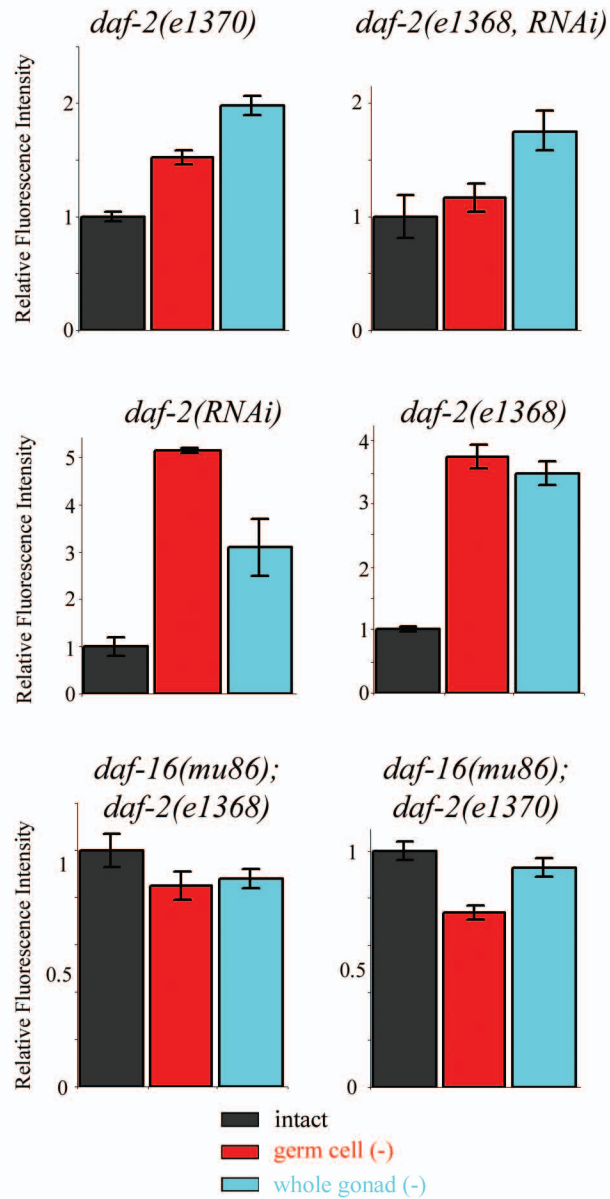 daf-2(e1370)
daf-2(e1368, RNAi)
Relative Fluorescence Intensity
2
1
0
2
1
0
daf-2(RNAi)
daf-2(e1368)
Relative Fluorescence Intensity
5
4
3
2
1
0
4
3
2
1
0
daf-16(mu86);
daf-2(e1368)
daf-16(mu86);
daf-2(e1370)
Relative Fluorescence Intensity
1
0.5
0
1
0.5
0
intact
germ cell (-)
whole gonad (-)